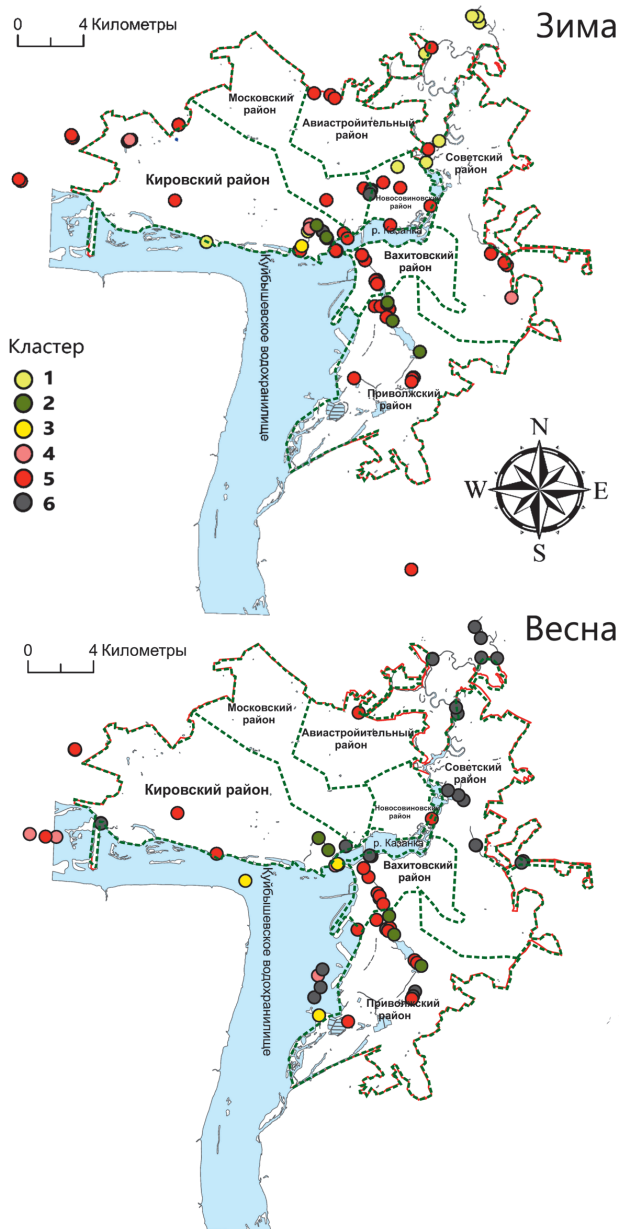 0 4 Километры
Зима
Московский
район
Авиастройительный
район
Советский
район
Кировский район
Новосовиновский
район
р. Казанка
Вахитовский
район
Куйбышевское водохранилище
Кластер
1
2
3
4
5
6
Приволжский
район
N
W E
S
Весна
0 4 Километры
Московский
район
Авиастройительный
район
Советский
район
Кировский район
Новосовиновский
район
р. Казанка
Вахитовский
район
Куйбышевское водохранилище
Приволжский
район